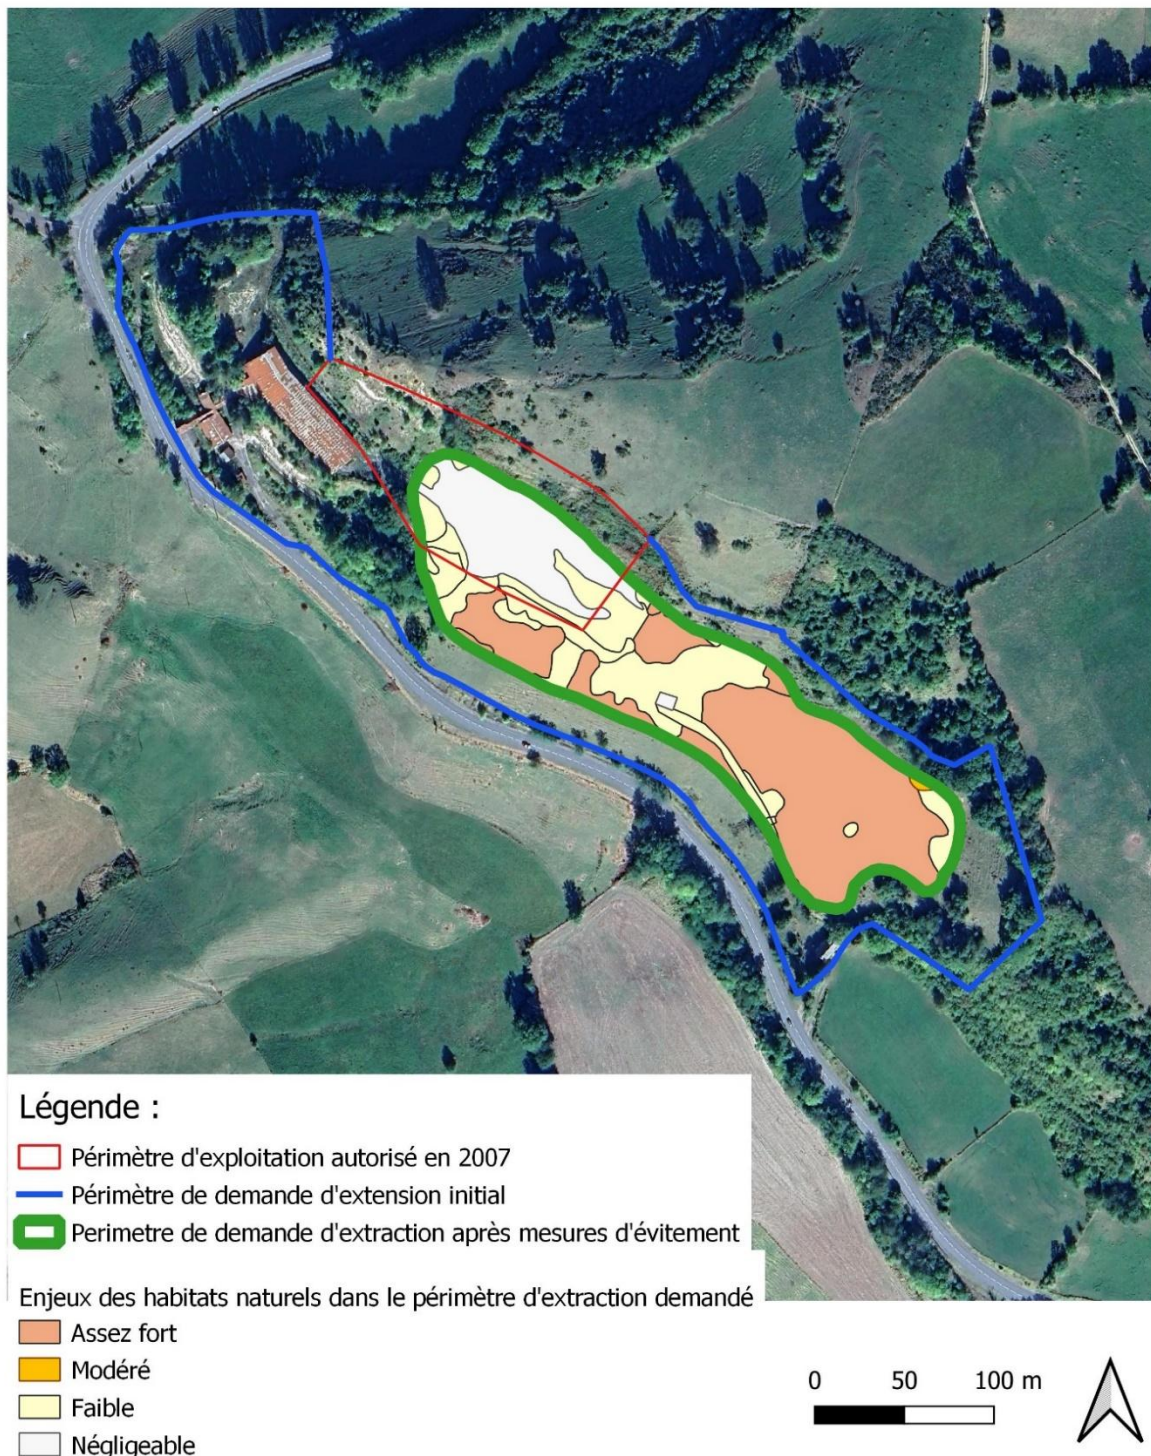 Légende :
Périmètre d'exploitation autorisé en 2007
Périmètre de demande d'extension initial
Perimetre de demande d'extraction après mesures d'évitement
Enjeux des habitats naturels dans le périmètre d'extraction demandé
Assez fort
Modéré
Faible
Négligeable
0 50 100 m